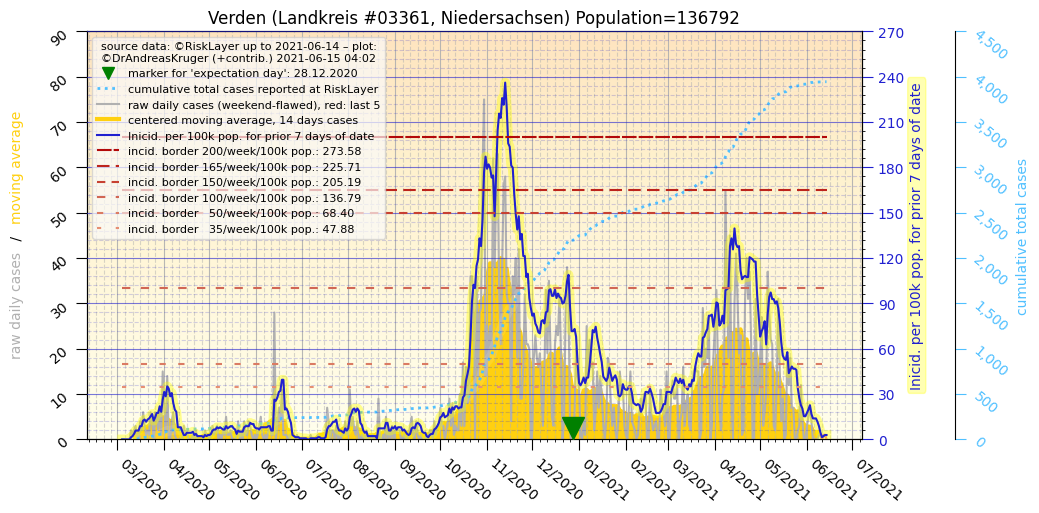 Verden (Landkreis #03361, Niedersachsen) Population=136792
source data: ©RiskLayer up to 2021-06-14 – plot:
©DrAndreasKruger (+contrib.) 2021-06-15 04:02
marker for 'expectation day': 28.12.2020
cumulative total cases reported at RiskLayer
raw daily cases (weekend-flawed), red: last 5
centered moving average, 14 days cases
Inicid. per 100k pop. for prior 7 days of date
incid. border 200/week/100k pop.: 273.58
incid. border 165/week/100k pop.: 225.71
incid. border 150/week/100k pop.: 205.19
incid. border 100/week/100k pop.: 136.79
incid. border   50/week/100k pop.: 68.40
incid. border   35/week/100k pop.: 47.88
raw daily cases   /   moving average
90
80
70
60
50
40
30
20
10
0
270
240
210
180
150
120
90
60
30
0
Inicid. per 100k pop. for prior 7 days of date
4,500
4,000
3,500
3,000
2,500
2,000
1,500
1,000
500
0
cumulative total cases
03/2020
04/2020
05/2020
06/2020
07/2020
08/2020
09/2020
10/2020
11/2020
12/2020
01/2021
02/2021
03/2021
04/2021
05/2021
06/2021
07/2021